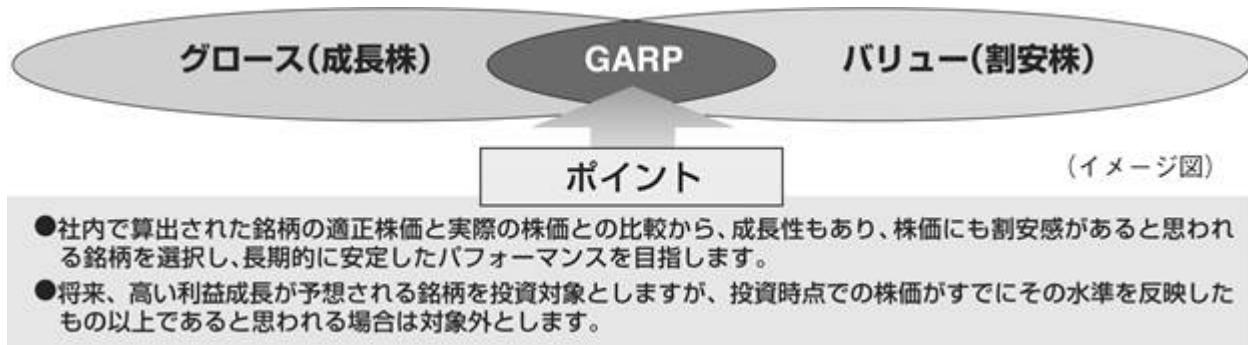 グロース(成長株) GARP バリュー(割安株)
ポイント
(イメージ図)
●社内で算出された銘柄の適正株価と実際の株価との比較から、成長性もあり、株価にも割安感があると思われ
る銘柄を選択し、長期的に安定したパフォーマンスを目指します。
●将来、高い利益成長が予想される銘柄を投資対象としますが、投資時点での株価がすでにその水準を反映した
もの以上であると思われる場合は対象外とします。